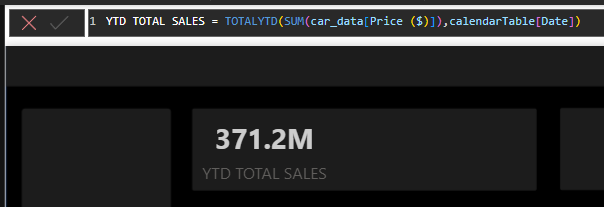 1 YTD TOTAL SALES = TOTALYTD(SUM(car_data[Price ($)]),calendarTable[Date])
371.2M
YTD TOTAL SALES